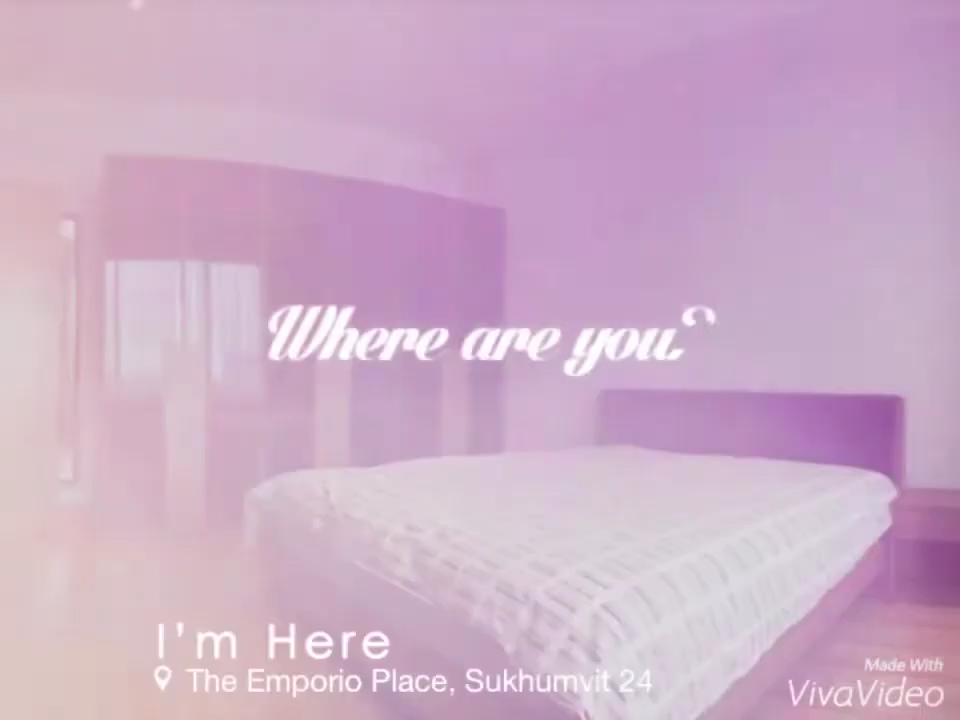 Where are you?
I'm Here
The Emporio Place, Sukhumvit 24
Made With
VivaVideo